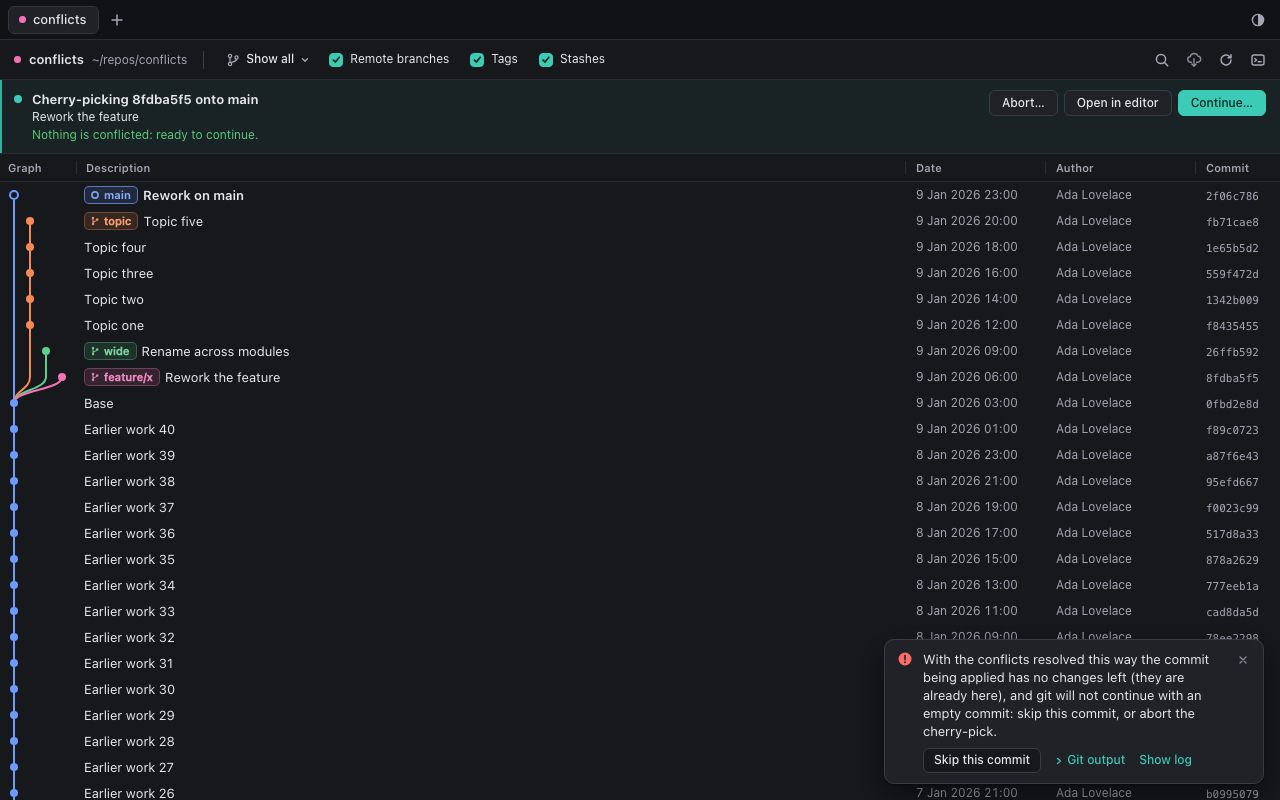 conflicts
conflicts ~/repos/conflicts Show all Remote branches Tags Stashes
Cherry-picking 8fdba5f5 onto main
Rework the feature
Nothing is conflicted: ready to continue.
Abort... Open in editor Continue...
Graph Description Date Author Commit
main Rework on main 9 Jan 2026 23:00 Ada Lovelace 2f06c786
topic Topic five 9 Jan 2026 20:00 Ada Lovelace fb71cae8
Topic four 9 Jan 2026 18:00 Ada Lovelace 1e65b5d2
Topic three 9 Jan 2026 16:00 Ada Lovelace 559f472d
Topic two 9 Jan 2026 14:00 Ada Lovelace 1342b009
Topic one 9 Jan 2026 12:00 Ada Lovelace f8435455
wide Rename across modules 9 Jan 2026 09:00 Ada Lovelace 26ffb592
feature/x Rework the feature 9 Jan 2026 06:00 Ada Lovelace 8fdba5f5
Base 9 Jan 2026 03:00 Ada Lovelace 0fbd2e8d
Earlier work 40 9 Jan 2026 01:00 Ada Lovelace f89c0723
Earlier work 39 8 Jan 2026 23:00 Ada Lovelace a87f6e43
Earlier work 38 8 Jan 2026 21:00 Ada Lovelace 95efd667
Earlier work 37 8 Jan 2026 19:00 Ada Lovelace f0023c99
Earlier work 36 8 Jan 2026 17:00 Ada Lovelace 517d8a33
Earlier work 35 8 Jan 2026 15:00 Ada Lovelace 878a2629
Earlier work 34 8 Jan 2026 13:00 Ada Lovelace 777eeb1a
Earlier work 33 8 Jan 2026 11:00 Ada Lovelace cad8da5d
Earlier work 32 8 Jan 2026 09:00 Ada Lovelace 78ee2298
Earlier work 31
Earlier work 30
Earlier work 29
Earlier work 28
Earlier work 27
Earlier work 26 7 Jan 2026 21:00 Ada Lovelace b0995079
With the conflicts resolved this way the commit
being applied has no changes left (they are
already here), and git will not continue with an
empty commit: skip this commit, or abort the
cherry-pick.
Skip this commit Git output Show log